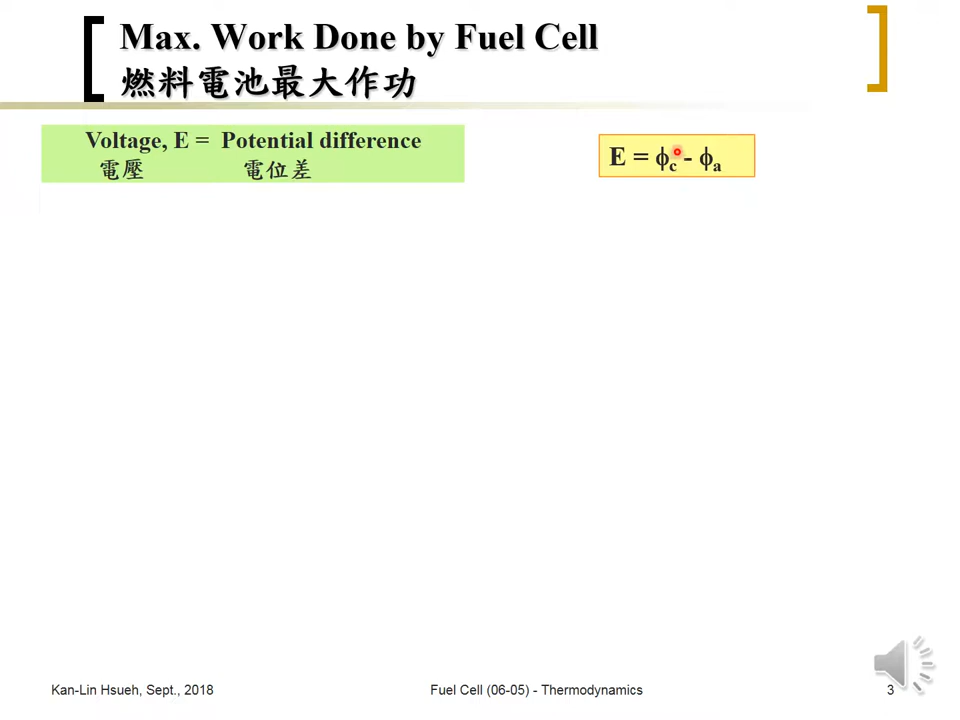 Max. Work Done by Fuel Cell
燃料電池最大作功
Voltage, E = Potential difference
電壓 電位差
E = ϕc - ϕa
Kan-Lin Hsueh, Sept., 2018
Fuel Cell (06-05) - Thermodynamics
3